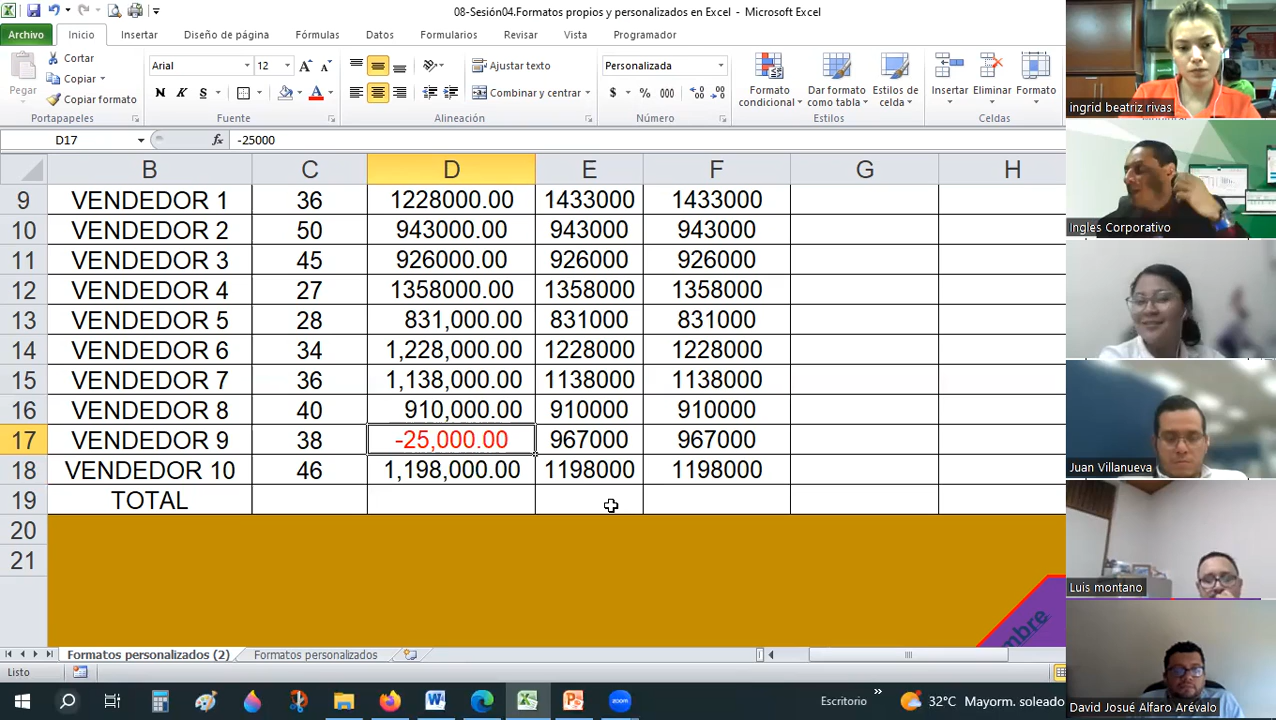 08-Sesión04.Formatos propios y personalizados en Excel - Microsoft Excel
Archivo Inicio Insertar Diseño de página Fórmulas Datos Formularios Revisar Vista Programador
Pegar Cortar Copiar Copiar formato
Arial 12
N K S
Ajustar texto
Combinar y centrar
Personalizada
$ % 000
Formato condicional
Dar formato como tabla
Estilos de celda
Insertar Eliminar Formato
Portapapeles Fuente Alineación Número Estilos Celdas
D17 fx -25000
B C D E F G H
9 VENDEDOR 1 36 1228000.00 1433000 1433000
10 VENDEDOR 2 50 943000.00 943000 943000
11 VENDEDOR 3 45 926000.00 926000 926000
12 VENDEDOR 4 27 1358000.00 1358000 1358000
13 VENDEDOR 5 28 831,000.00 831000 831000
14 VENDEDOR 6 34 1,228,000.00 1228000 1228000
15 VENDEDOR 7 36 1,138,000.00 1138000 1138000
16 VENDEDOR 8 40 910,000.00 910000 910000
17 VENDEDOR 9 38 -25,000.00 967000 967000
18 VENDEDOR 10 46 1,198,000.00 1198000 1198000
19 TOTAL
20
21
mbre
Formatos personalizados (2) Formatos personalizados
Listo
Escritorio 32°C Mayorm. soleado
zoom
ingrid beatriz rivas
Ingles Corporativo
Juan Villanueva
Luis montano
David Josué Alfaro Arévalo